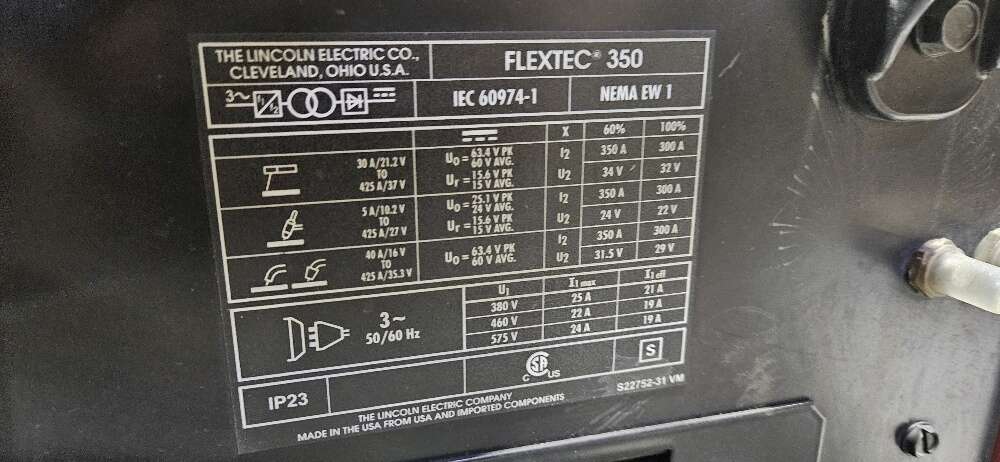 THE LINCOLN ELECTRIC CO., FLEXTEC® 350
CLEVELAND, OHIO U.S.A.
3~ f1 f2 IEC 60974-1 NEMA EW 1
X 60% 100%
30 A/21.2 V TO 425 A/37 V
U0 = 63.4 V PK 60 V AVG.
Ur = 15.6 V PK 15 V AVG.
I2 350 A 300 A
U2 34 V 32 V
5 A/10.2 V TO 425 A/27 V
U0 = 25.1 V PK 24 V AVG.
Ur = 15.6 V PK 15 V AVG.
I2 350 A 300 A
U2 24 V 22 V
40 A/16 V TO 425 A/35.3 V
U0 = 63.4 V PK 60 V AVG.
I2 350 A 300 A
U2 31.5 V 29 V
3~
50/60 Hz
U1 I1 max I1 eff
380 V 25 A 21 A
460 V 22 A 19 A
575 V 24 A 19 A
IP23 C SA US S
S22752-31 VM
THE LINCOLN ELECTRIC COMPANY
MADE IN THE USA FROM USA AND IMPORTED COMPONENTS